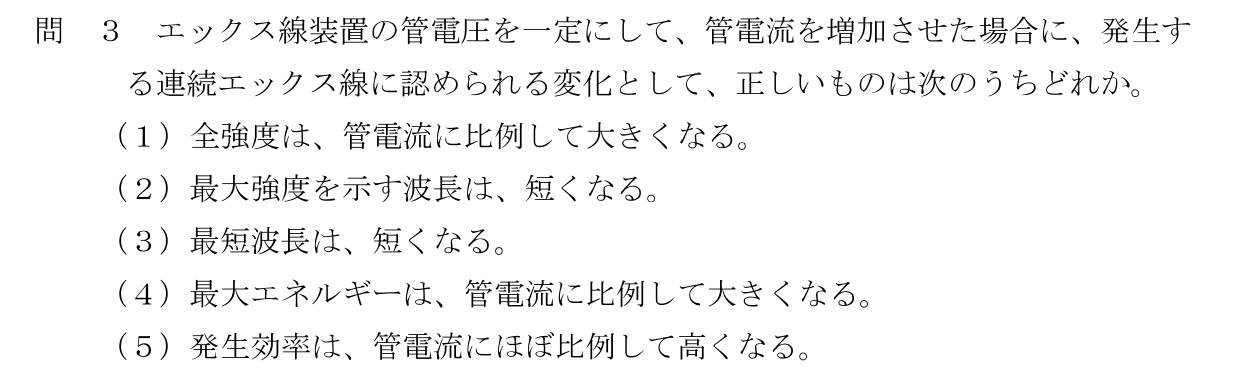 問　３　エックス線装置の管電圧を一定にして、管電流を増加させた場合に、発生す
る連続エックス線に認められる変化として、正しいものは次のうちどれか。
（１）全強度は、管電流に比例して大きくなる。
（２）最大強度を示す波長は、短くなる。
（３）最短波長は、短くなる。
（４）最大エネルギーは、管電流に比例して大きくなる。
（５）発生効率は、管電流にほぼ比例して高くなる。